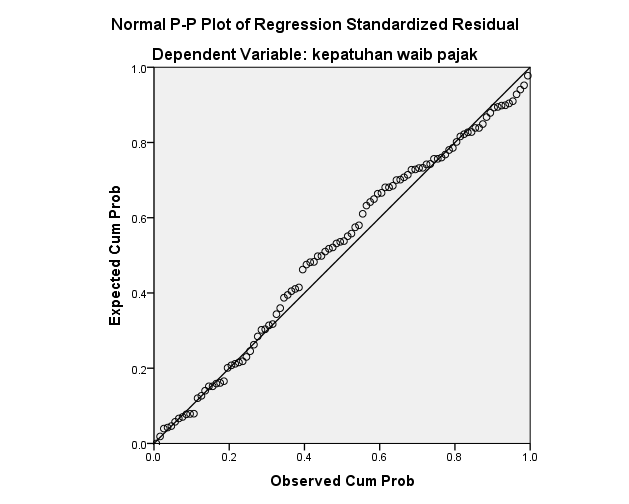 Normal P-P Plot of Regression Standardized Residual
Dependent Variable: kepatuhan waib pajak
1.0
0.8
0.6
0.4
0.2
0.0
Expected Cum Prob
0.0 0.2 0.4 0.6 0.8 1.0
Observed Cum Prob